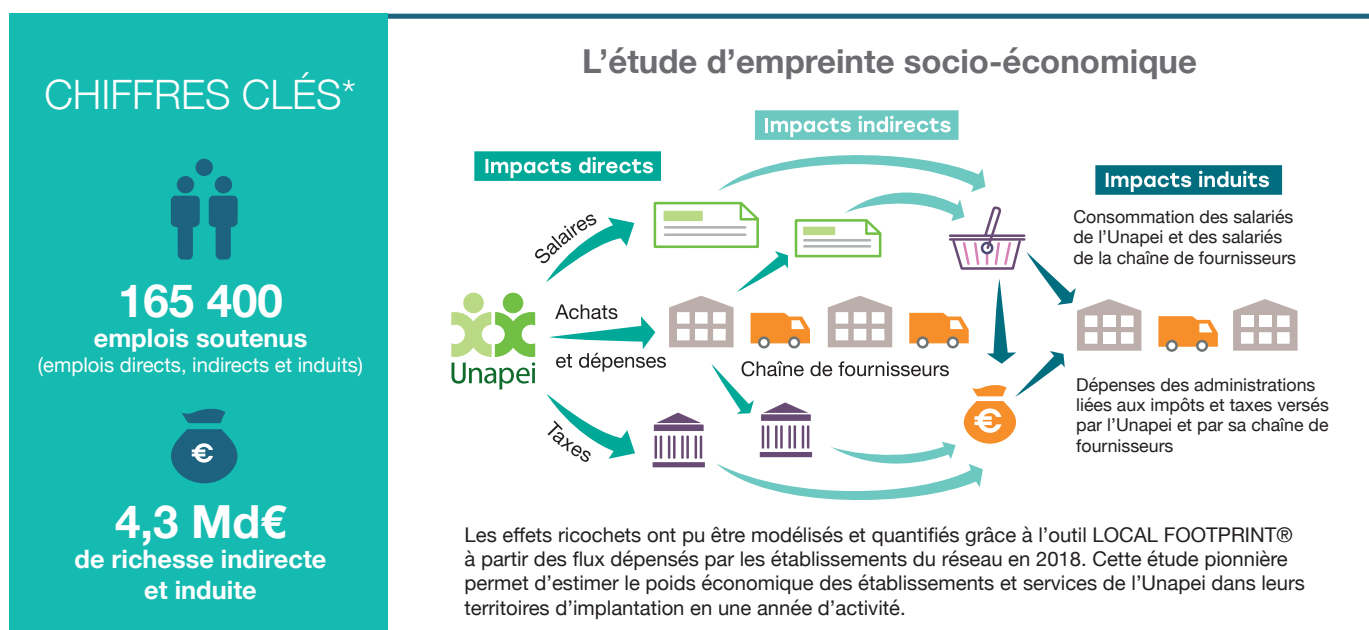 CHIFFRES CLÉS*
165 400
emplois soutenus
(emplois directs, indirects et induits)
€
4,3 Md€
de richesse indirecte
et induite
L’étude d’empreinte socio-économique
Impacts indirects
Impacts directs
Impacts induits
Salaires
Consommation des salariés
de l’Unapei et des salariés
de la chaîne de fournisseurs
Achats
et dépenses
Unapei
Chaîne de fournisseurs
Taxes
€
Dépenses des administrations
liées aux impôts et taxes versés
par l’Unapei et par sa chaîne de
fournisseurs
Les effets ricochets ont pu être modélisés et quantifiés grâce à l’outil LOCAL FOOTPRINT®
à partir des flux dépensés par les établissements du réseau en 2018. Cette étude pionnière
permet d’estimer le poids économique des établissements et services de l’Unapei dans leurs
territoires d’implantation en une année d’activité.